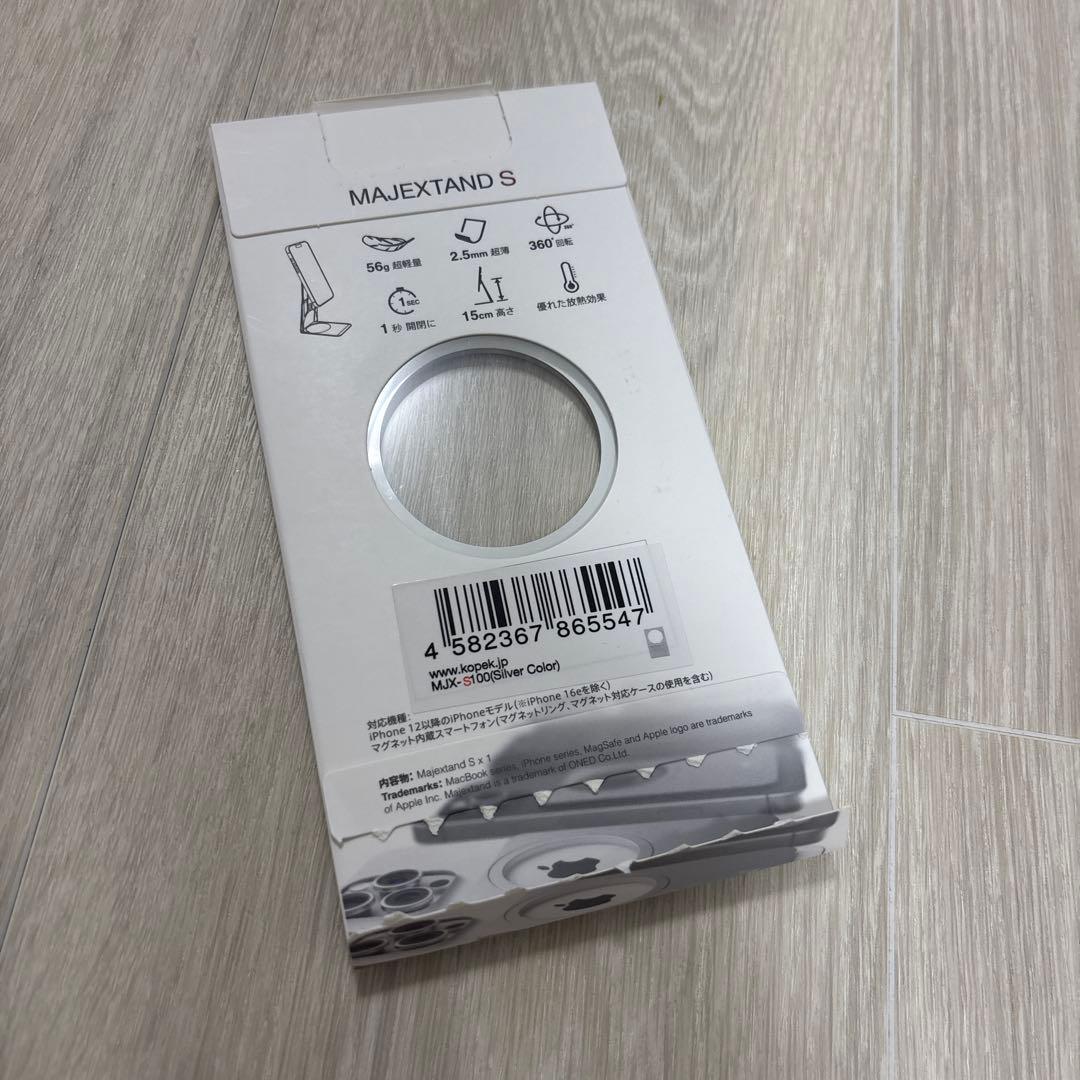 MAJEXTAND S
56g 超軽量
2.5mm 超薄
360°
360°回転
1SEC
1 秒 開閉に
15cm 高さ
優れた放熱効果
4 582367 865547
www.kopek.jp
MJX-S100(Silver Color)
対応機種:
iPhone 12以降のiPhoneモデル(※iPhone 16eを除く)
マグネット内蔵スマートフォン(マグネットリング、マグネット対応ケースの使用を含む)
内容物: Majextand S x 1
Trademarks: MacBook series, iPhone series, MagSafe and Apple logo are trademarks
of Apple Inc. Majextand is a trademark of ONED Co.Ltd.